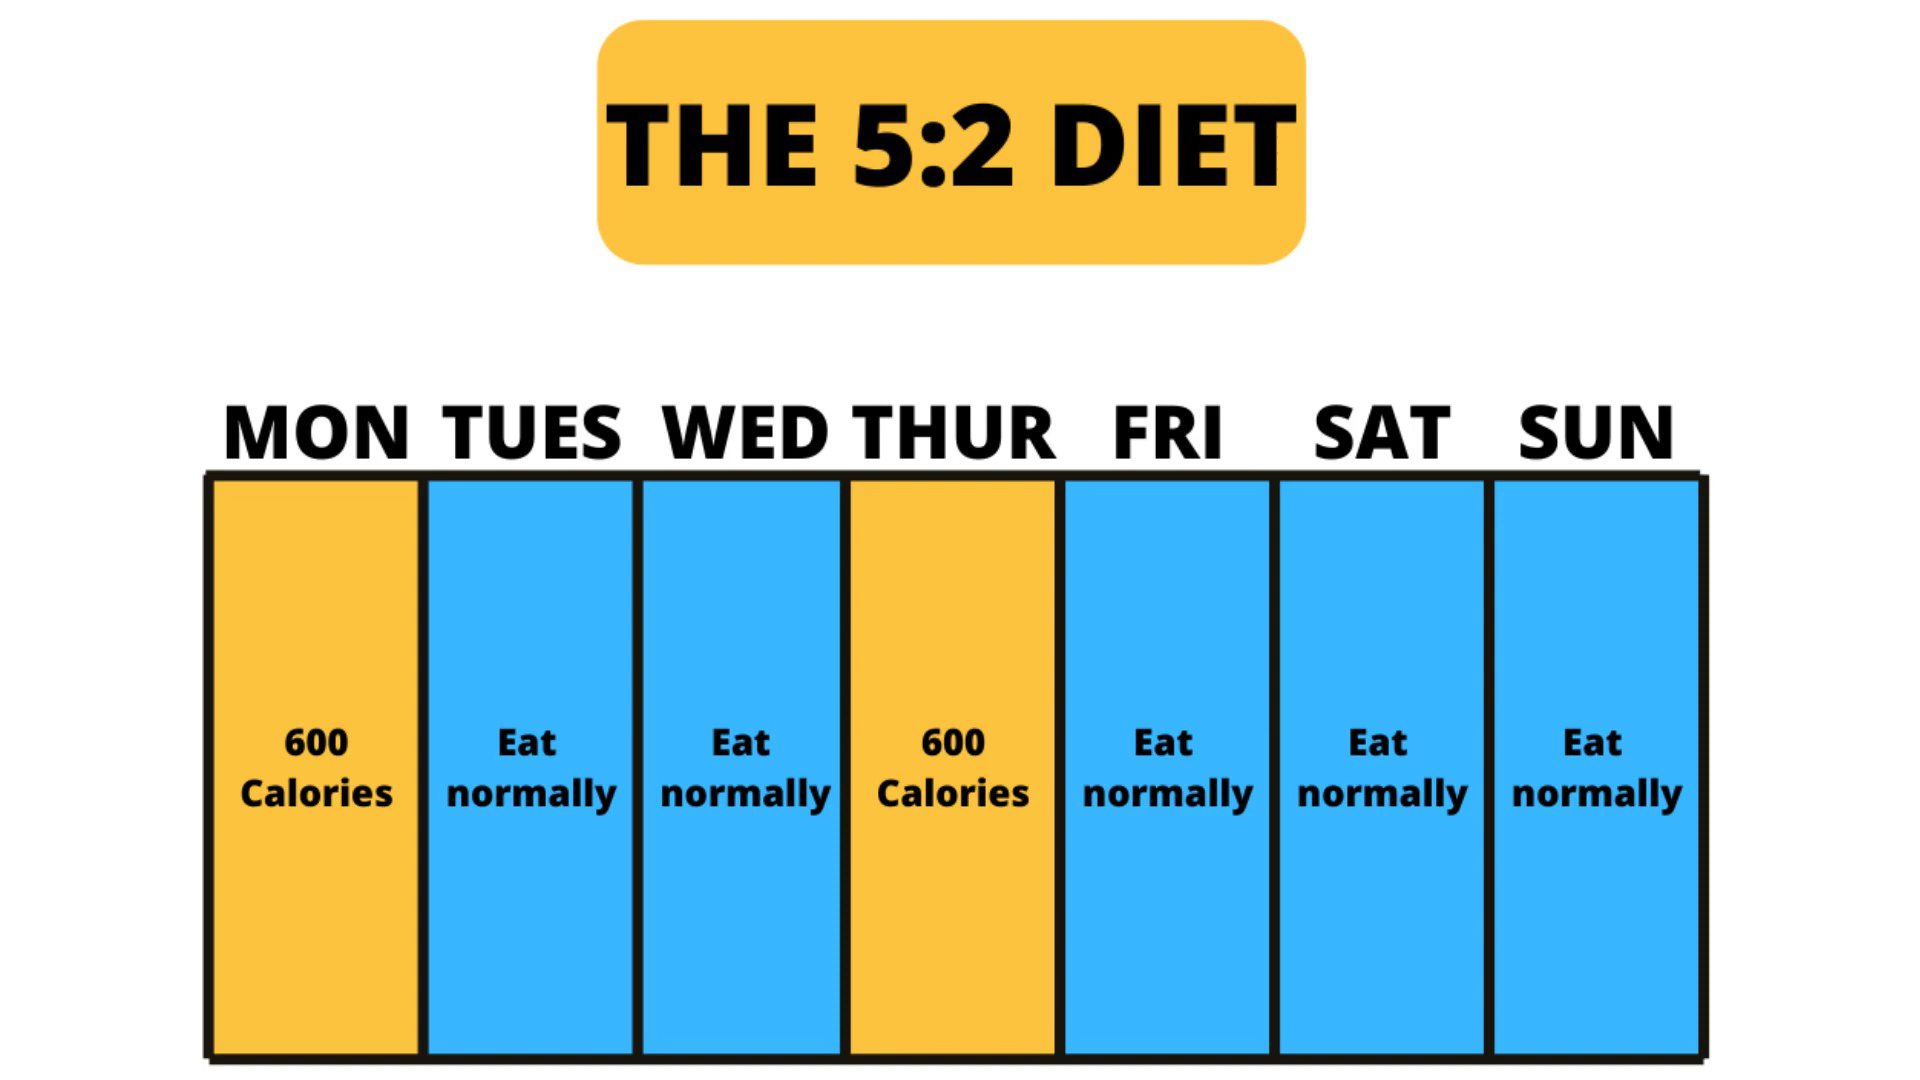 THE 5:2 DIET
MON TUES WED THUR FRI SAT SUN
600 Eat Eat 600 Eat Eat Eat
Calories normally normally Calories normally normally normally